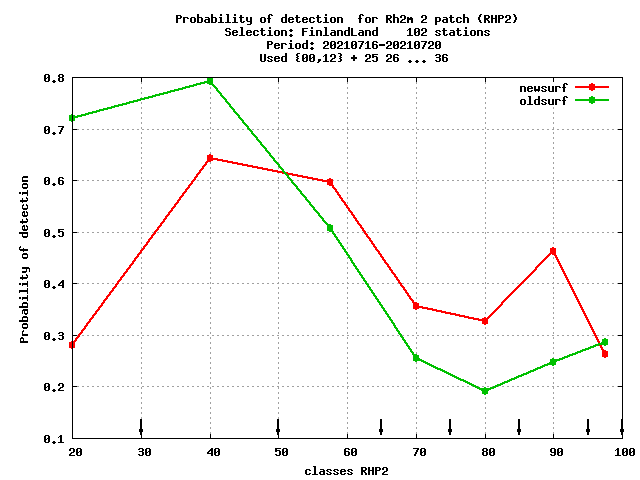 Probability of detection  for Rh2m 2 patch (RHP2)
Selection: FinlandLand    102 stations
Period: 20210716-20210720
Used {00,12} + 25 26 ... 36
newsurf
oldsurf
Probability of detection
0.8
0.7
0.6
0.5
0.4
0.3
0.2
0.1
20 30 40 50 60 70 80 90 100
classes RHP2